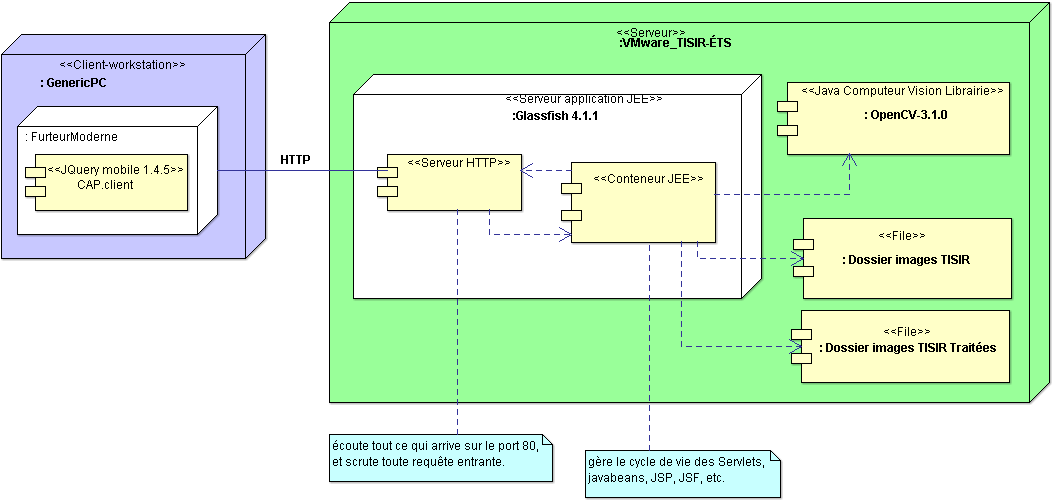 <<Client-workstation>>
: GenericPC
: FurteurModerne
<<JQuery mobile 1.4.5>>
CAP.client
HTTP
<<Serveur>>
:VMware_TISIR-ÉTS
<<Serveur application JEE>>
:Glassfish 4.1.1
<<Serveur HTTP>>
<<Conteneur JEE>>
<<Java Computeur Vision Librairie>>
: OpenCV-3.1.0
<<File>>
: Dossier images TISIR
<<File>>
: Dossier images TISIR Traitées
écoute tout ce qui arrive sur le port 80,
et scrute toute requête entrante.
gère le cycle de vie des Servlets,
javabeans, JSP, JSF, etc.